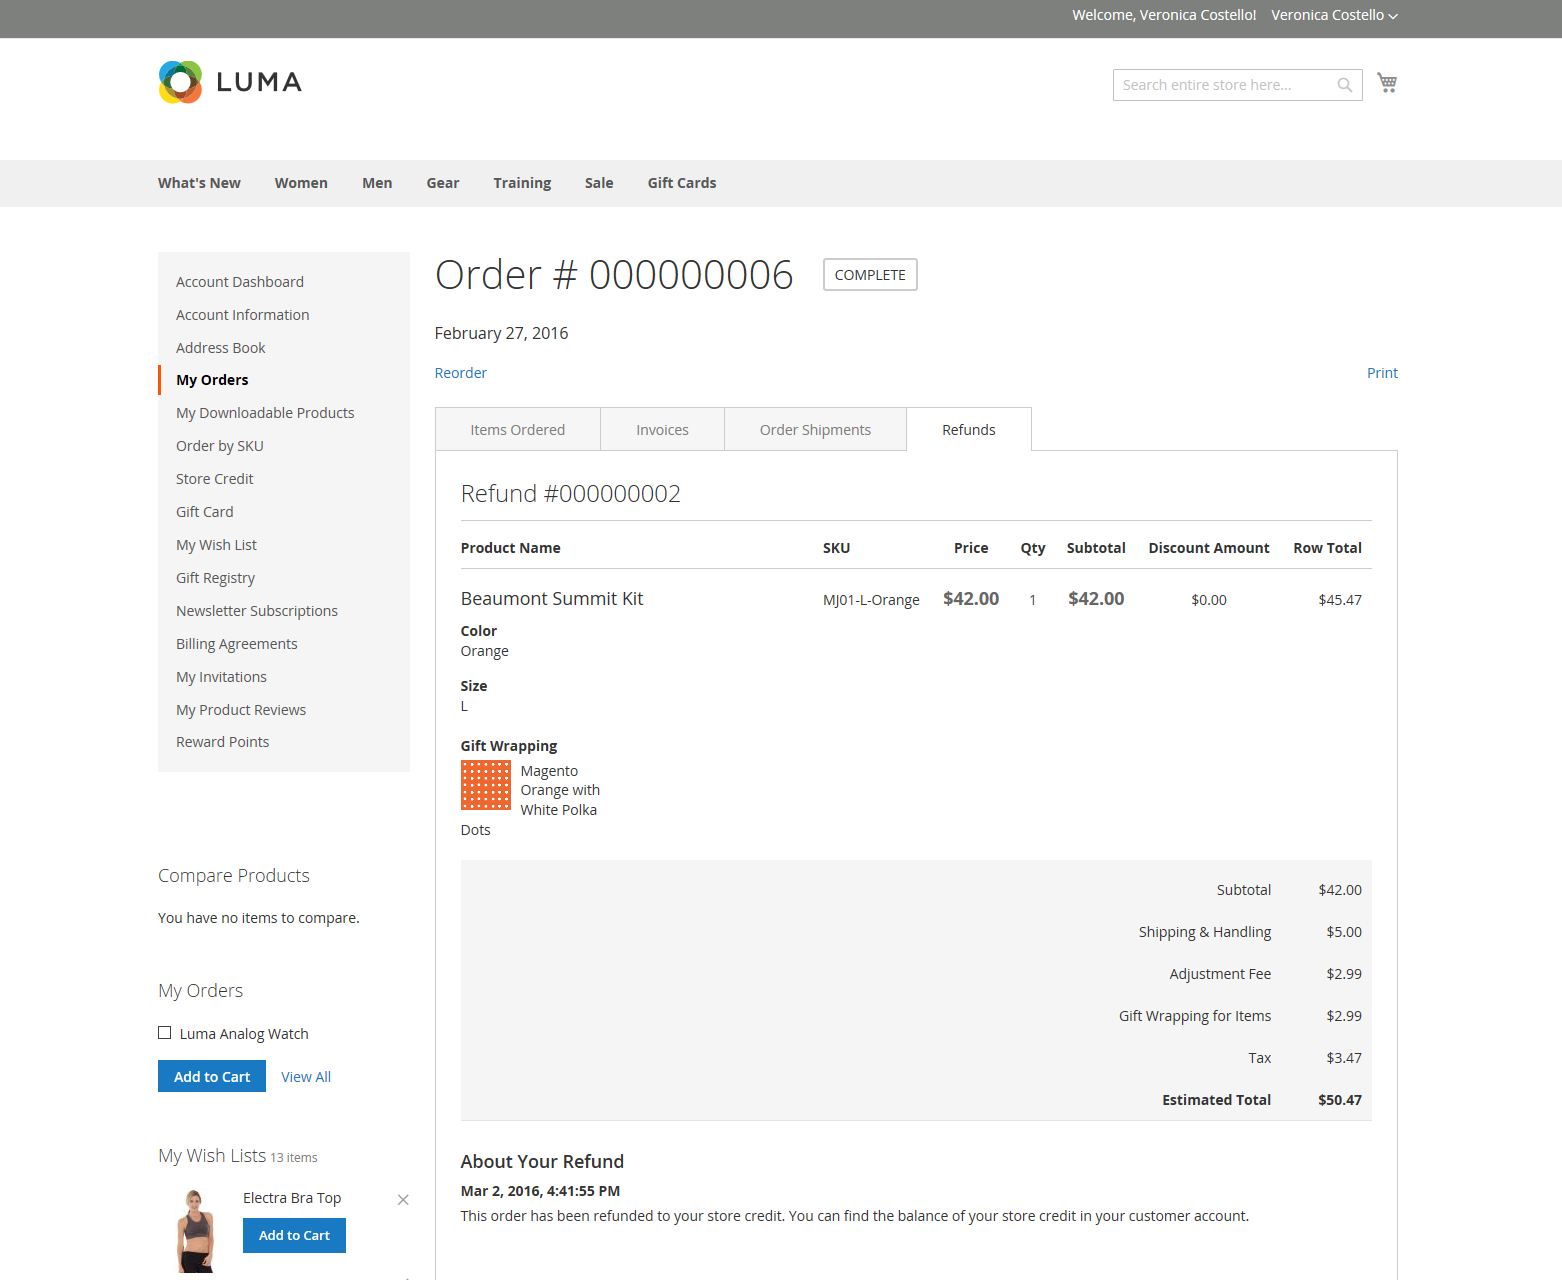 Welcome, Veronica Costello! Veronica Costello
LUMA
Search entire store here...
What's New Women Men Gear Training Sale Gift Cards
Account Dashboard
Account Information
Address Book
My Orders
My Downloadable Products
Order by SKU
Store Credit
Gift Card
My Wish List
Gift Registry
Newsletter Subscriptions
Billing Agreements
My Invitations
My Product Reviews
Reward Points
Compare Products
You have no items to compare.
My Orders
Luma Analog Watch
Add to Cart View All
My Wish Lists 13 items
Electra Bra Top
Add to Cart
Order # 000000006 COMPLETE
February 27, 2016
Reorder Print
Items Ordered Invoices Order Shipments Refunds
Refund #000000002
Product Name SKU Price Qty Subtotal Discount Amount Row Total
Beaumont Summit Kit MJ01-L-Orange $42.00 1 $42.00 $0.00 $45.47
Color
Orange
Size
L
Gift Wrapping
Magento
Orange with
White Polka
Dots
Subtotal $42.00
Shipping & Handling $5.00
Adjustment Fee $2.99
Gift Wrapping for Items $2.99
Tax $3.47
Estimated Total $50.47
About Your Refund
Mar 2, 2016, 4:41:55 PM
This order has been refunded to your store credit. You can find the balance of your store credit in your customer account.